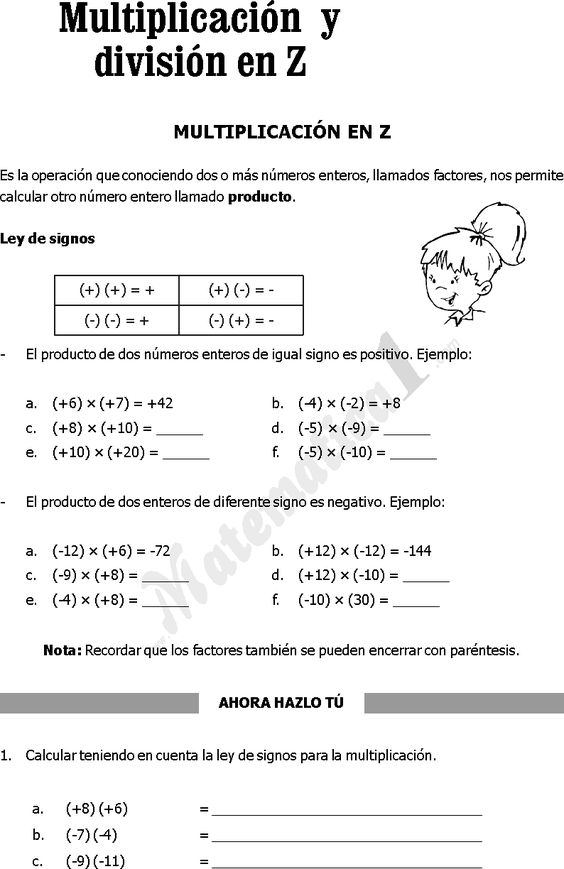 Multiplicación y
división en Z
MULTIPLICACIÓN EN Z
Es la operación que conociendo dos o más números enteros, llamados factores, nos permite
calcular otro número entero llamado producto.
Ley de signos
(+) (+) = + (+) (-) = -
(-) (-) = + (-) (+) = -
- El producto de dos números enteros de igual signo es positivo. Ejemplo:
a. (+6) × (+7) = +42 b. (-4) × (-2) = +8
c. (+8) × (+10) = ______ d. (-5) × (-9) = ______
e. (+10) × (+20) = ______ f. (-5) × (-10) = ______
- El producto de dos enteros de diferente signo es negativo. Ejemplo:
a. (-12) × (+6) = -72 b. (+12) × (-12) = -144
c. (-9) × (+8) = ______ d. (+12) × (-10) = ______
e. (-4) × (+8) = ______ f. (-10) × (30) = ______
Nota: Recordar que los factores también se pueden encerrar con paréntesis.
AHORA HAZLO TÚ
1. Calcular teniendo en cuenta la ley de signos para la multiplicación.
a. (+8) (+6) = ______
b. (-7) (-4) = ______
c. (-9) (-11) = ______
www.Matematica1.com